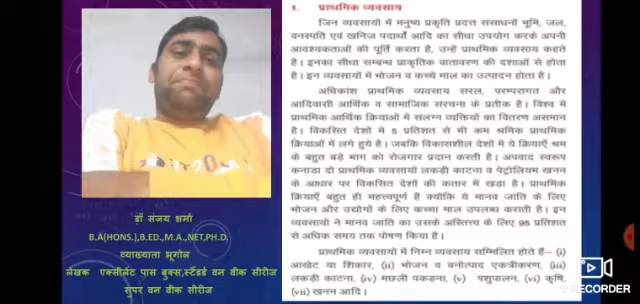 डॉ संजय शर्मा
B.A(HONS.),B.ED.,M.A.,NET,PH.D.
व्याख्याता भूगोल
लेखक एक्सीलेंट पास बुक्स,स्टैंडर्ड वन वीक सीरीज
सुपर वन वीक सीरीज
1. प्राथमिक व्यवसाय
जिन व्यवसायों में मनुष्य प्रकृति प्रदत्त संसाधनों भूमि, जल,
वनस्पति एवं खनिज पदार्थों आदि का सीधा उपयोग करके अपनी
आवश्यकताओं की पूर्ति करता है, उन्हें प्राथमिक व्यवसाय कहते
है। इनका सीधा सम्बन्ध प्राकृतिक वातावरण की दशाओं से होता
है। इन व्यवसायों में भोजन व कच्चे माल का उत्पादन होता है।
अधिकांश प्राथमिक व्यवसाय सरल, परम्परागत और
आदिवासी आर्थिक व सामाजिक संरचना के प्रतीक है। विश्व में
प्राथमिक आर्थिक क्रियाओं में संलग्न व्यक्तियों का वितरण असमान
है। विकसित देशों में 5 प्रतिशत से भी कम श्रमिक प्राथमिक
क्रियाओं में लगे हुये है। जबकि विकासशील देशों में ये क्रियाएँ श्रम
के बहुत बड़े भाग को रोजगार प्रदान करती है। अपवाद स्वरूप
कनाडा दो प्राथमिक व्यवसायों लकड़ी काटना व पेट्रोलियम खनन
के आधार पर विकसित देशों की कतार में खड़ा है। प्राथमिक
क्रियाएँ बहुत ही महत्वपूर्ण है क्योंकि ये मानव जाति के लिए
भोजन और उद्योगों के लिए कच्चा माल उपलब्ध कराती है। इन
व्यवसायों ने मानव जाति का उसके अस्तित्व के लिए 95 प्रतिशत
से अधिक समय तक पोषण किया है।
प्राथमिक व्यवसाय में निम्न व्यवसाय सम्मिलित होते हैं- (i)
आखेट या शिकार, (ii) भोजन व वनोत्पाद एकत्रीकरण, (iii)
लकड़ी काटना, (iv) मछली पकड़ना, (v) पशुपालन, (vi) कृषि,
(vii) खनन आदि।
RECORDER